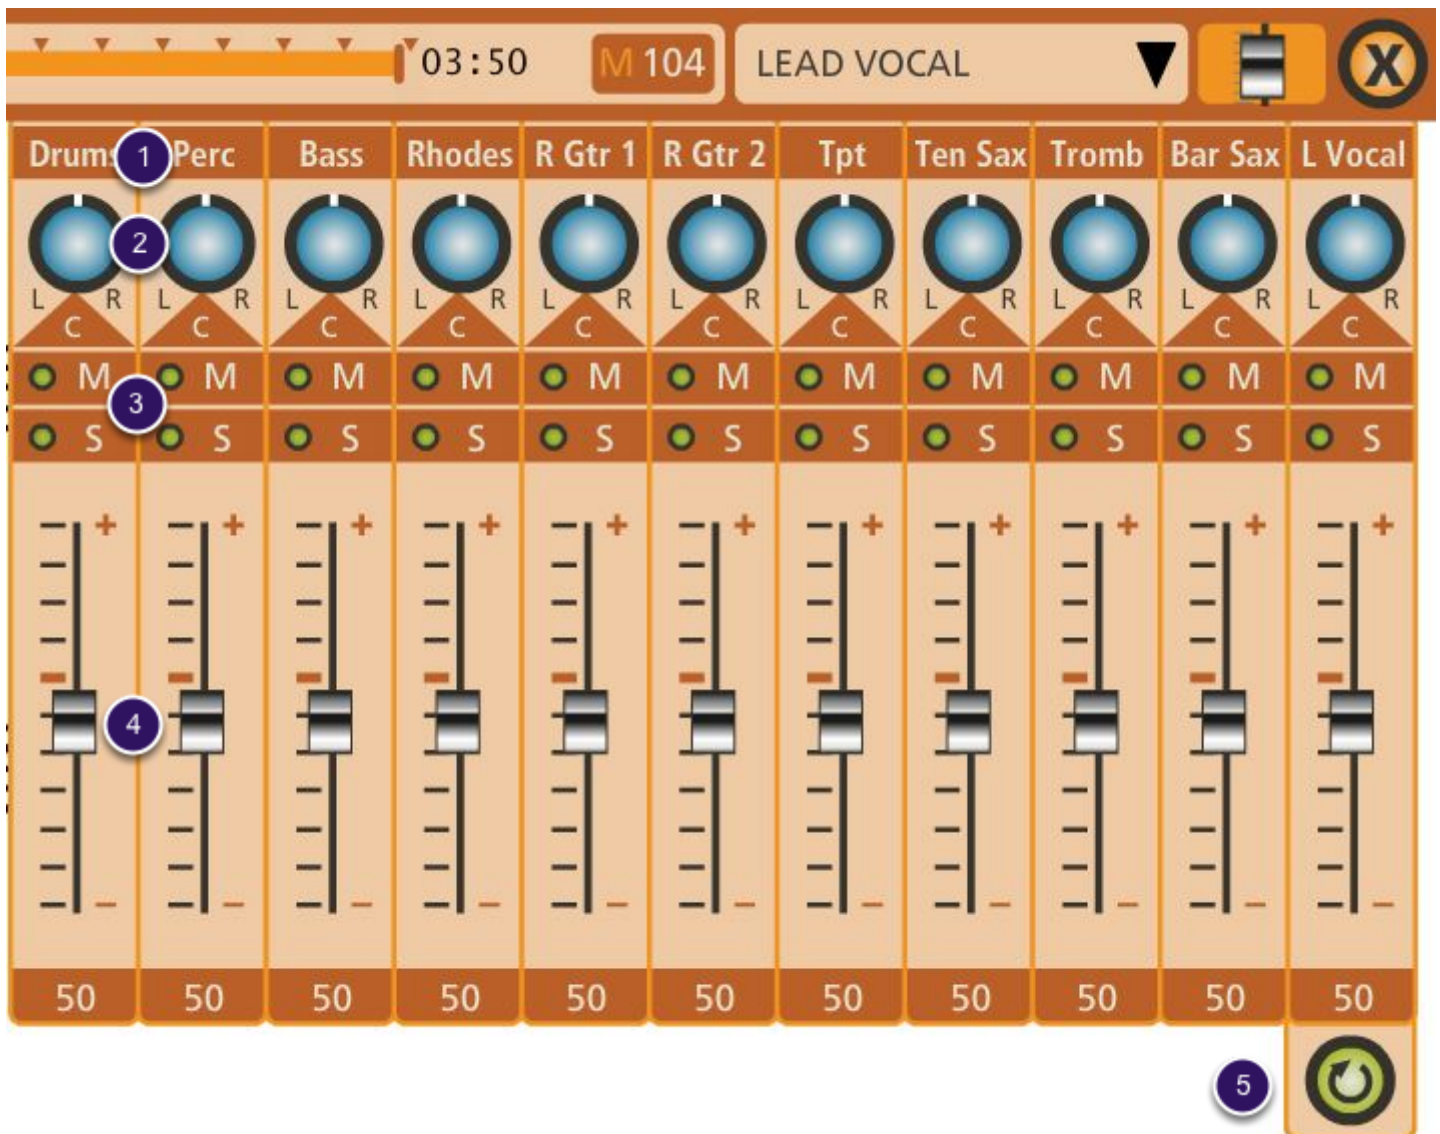 03:50 M 104 LEAD VOCAL X
Drums 1 Perc Bass Rhodes R Gtr 1 R Gtr 2 Tpt Ten Sax Tromb Bar Sax L Vocal
2
L R L R L R L R L R L R L R L R L R L R L R
C C C C C C C C C C C
M M M M M M M M M M M
3
S S S S S S S S S S S
+ + + + + + + + + + +
4
- - - - - - - - - - -
50 50 50 50 50 50 50 50 50 50 50
5